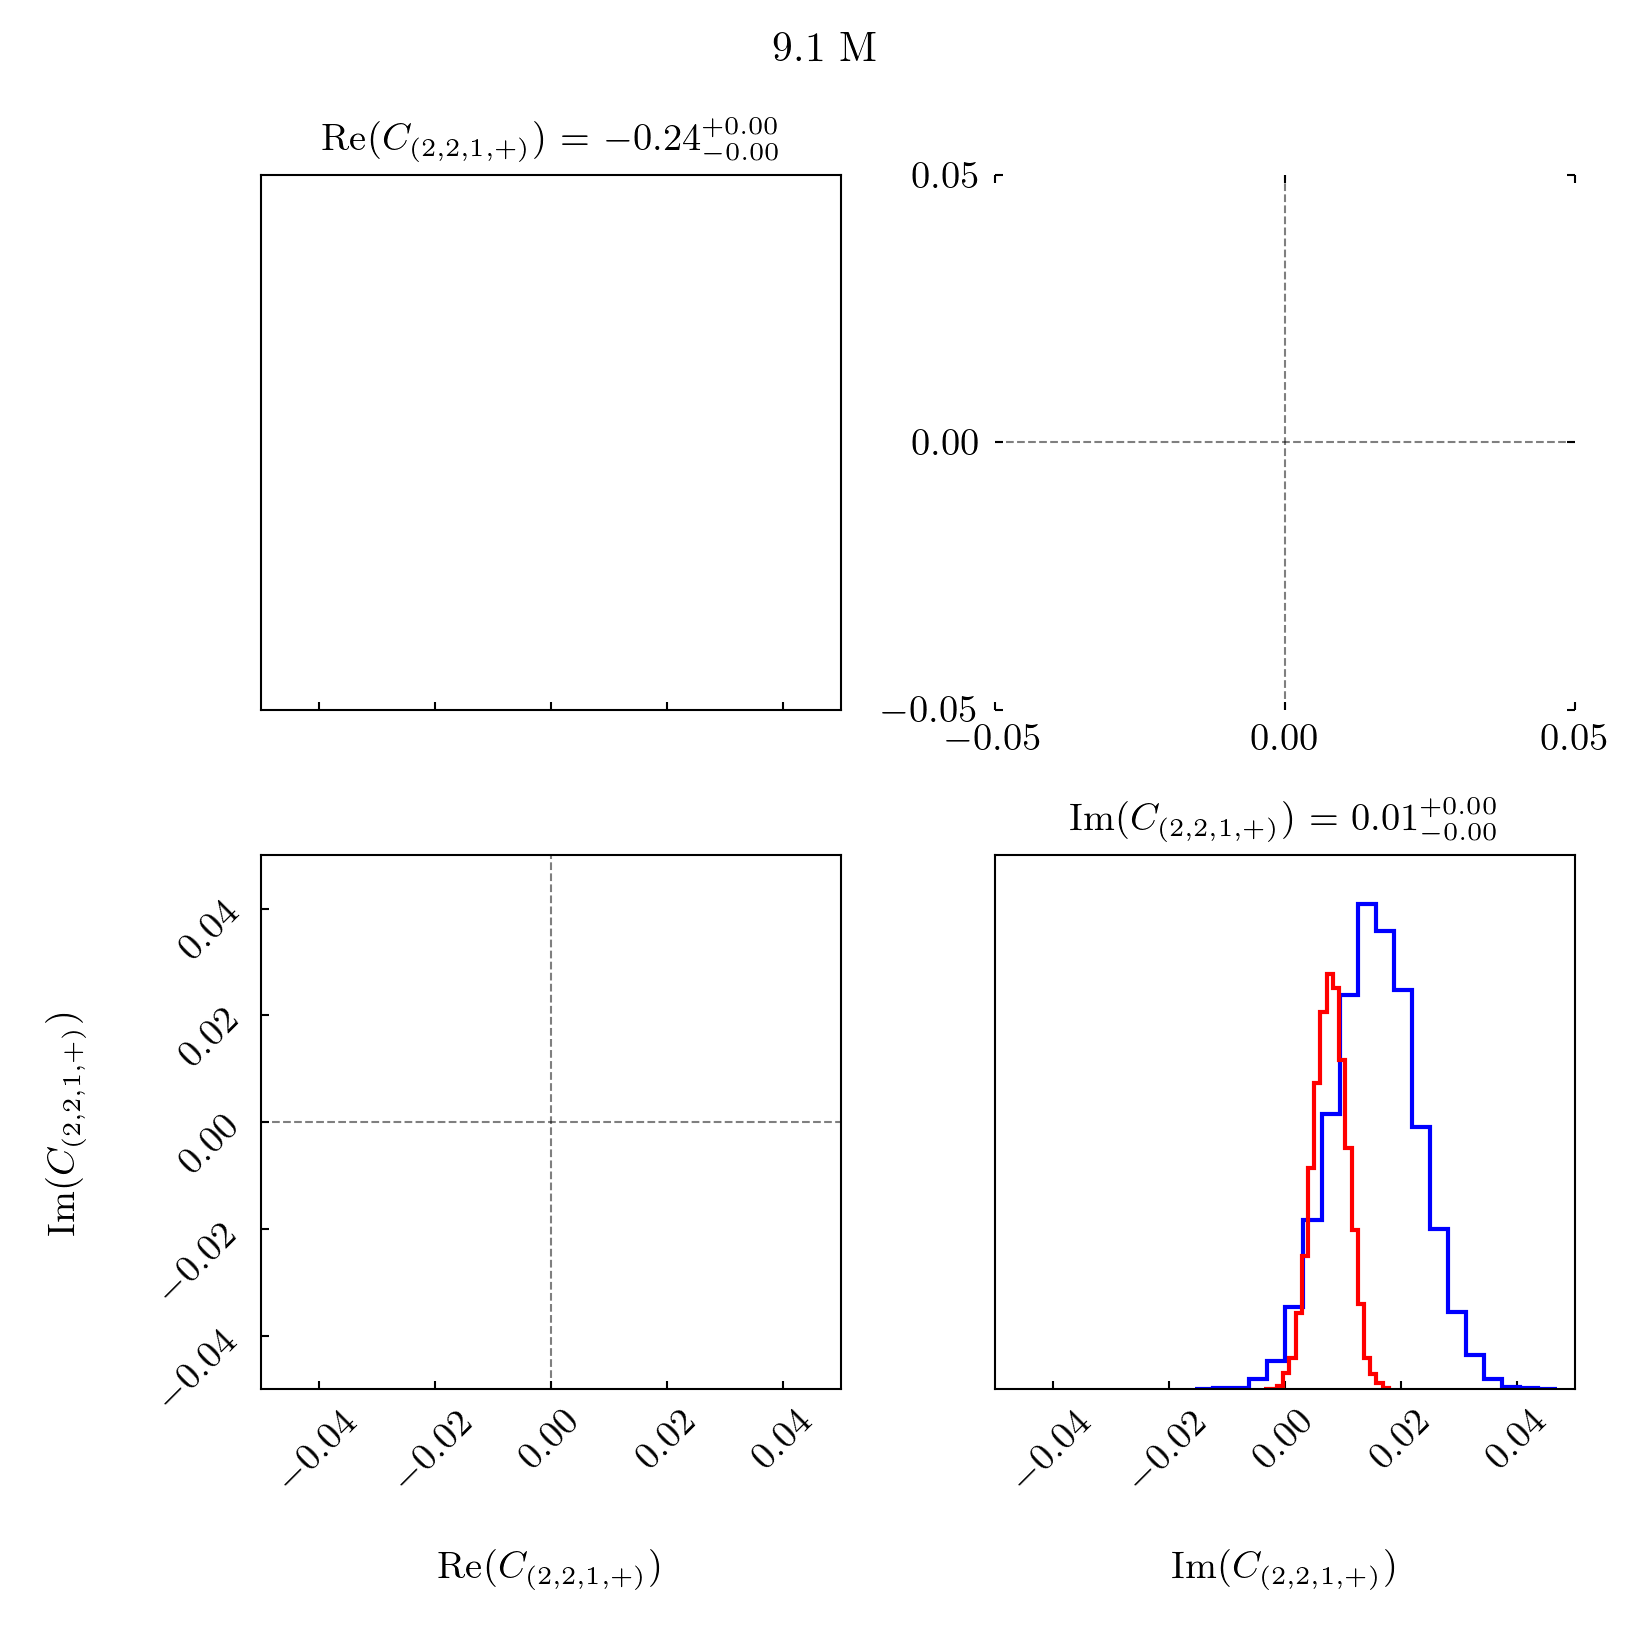 9.1 M
Re(C_{(2,2,1,+)}) = −0.24^{+0.00}_{−0.00}
0.05
0.00
−0.05
−0.05 0.00 0.05
Im(C_{(2,2,1,+)}) = 0.01^{+0.00}_{−0.00}
0.04
0.02
0.00
−0.02
−0.04
Im(C_{(2,2,1,+)})
−0.04 −0.02 0.00 0.02 0.04
−0.04 −0.02 0.00 0.02 0.04
Re(C_{(2,2,1,+)})
Im(C_{(2,2,1,+)})